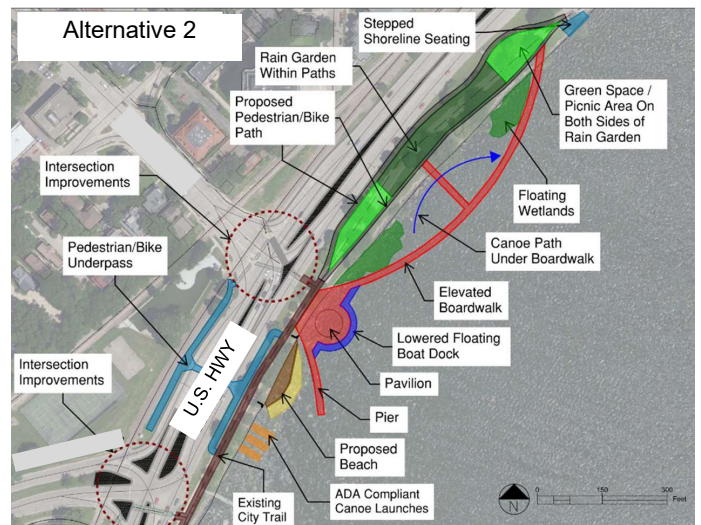 Alternative 2
Stepped
Shoreline Seating
Rain Garden
Within Paths
Proposed
Pedestrian/Bike
Path
Green Space /
Picnic Area On
Both Sides of
Rain Garden
Intersection
Improvements
Floating
Wetlands
Pedestrian/Bike
Underpass
Canoe Path
Under Boardwalk
Elevated
Boardwalk
Lowered Floating
Boat Dock
U.S. HWY
Intersection
Improvements
Pavilion
Pier
Proposed
Beach
ADA Compliant
Canoe Launches
Existing
City Trail
N
0 150 300
Feet